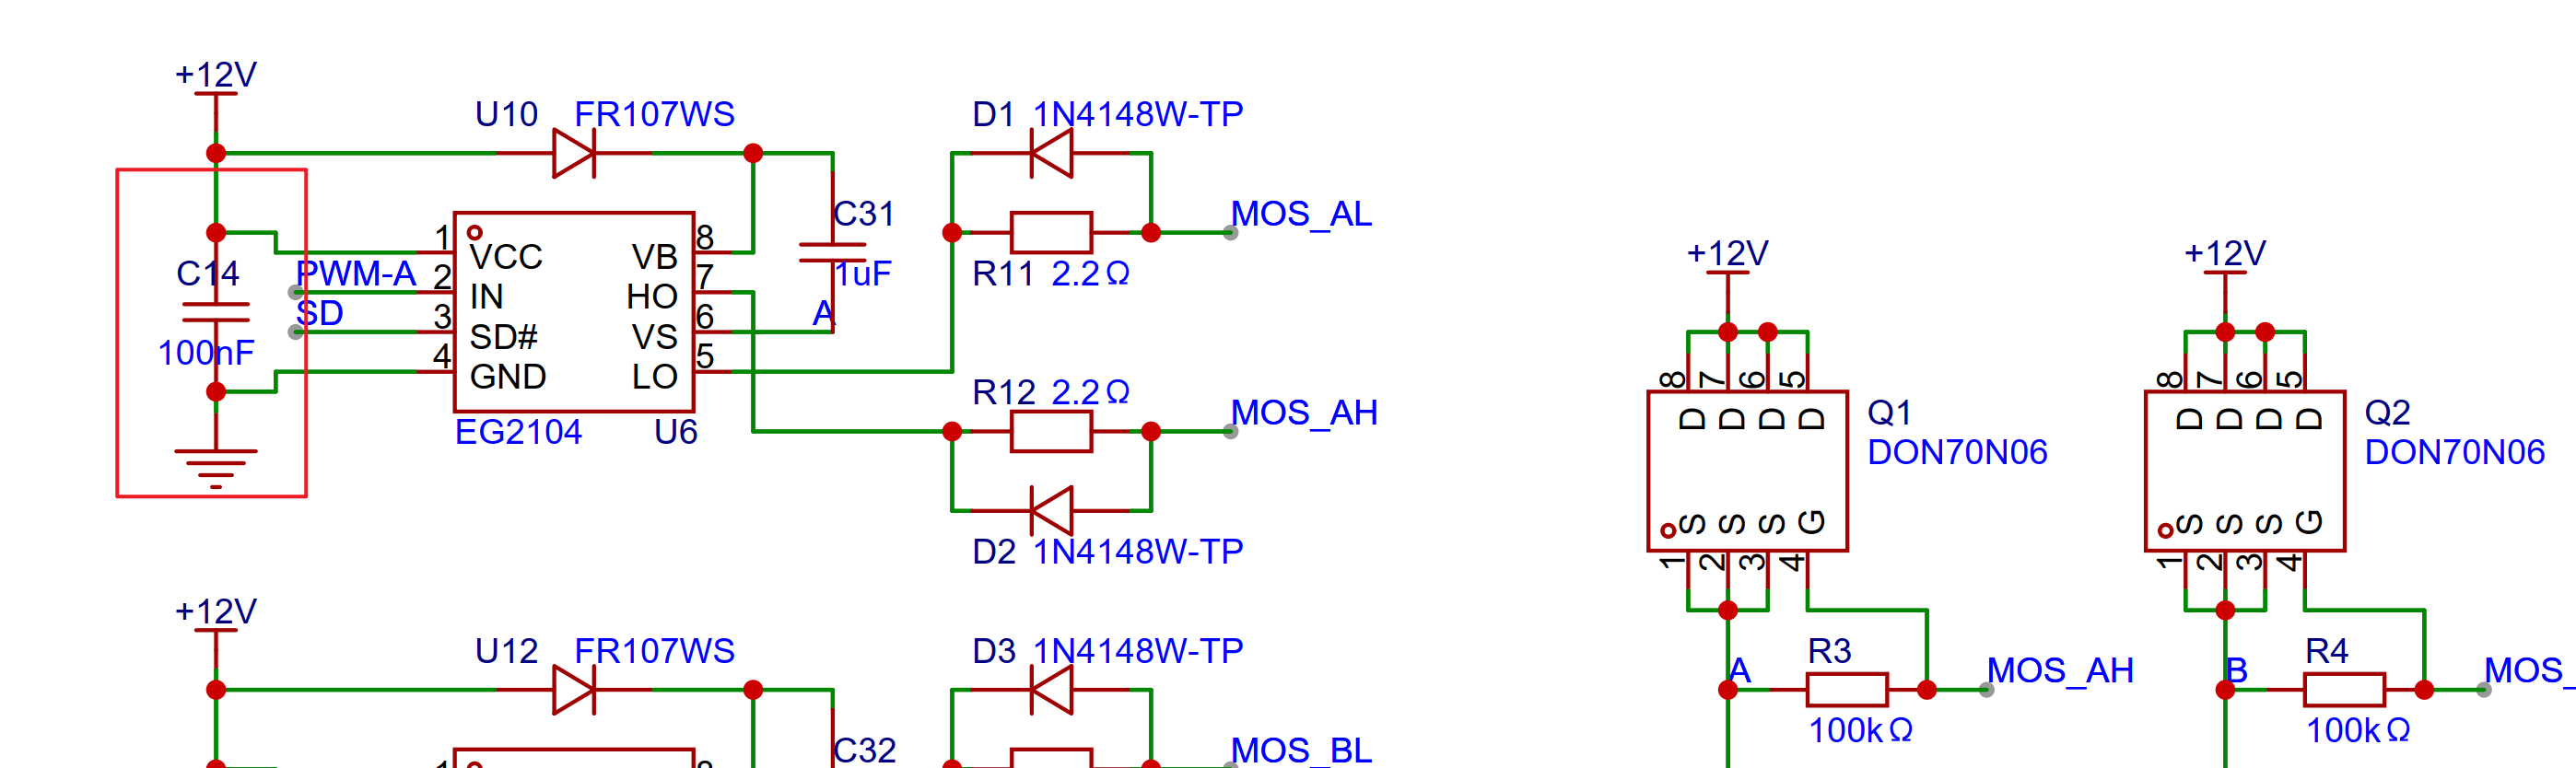 +12V
U10 FR107WS
D1 1N4148W-TP
C31
1uF
MOS_AL
R11 2.2Ω
C14
100nF
PWM-A
SD
1 VCC
2 IN
3 SD#
4 GND
VB 8
HO 7
VS 6
LO 5
A
EG2104 U6
R12 2.2Ω
MOS_AH
D2 1N4148W-TP
+12V
U12 FR107WS
D3 1N4148W-TP
C32
MOS_BL
+12V
8 7 6 5
D D D D
Q1
DON70N06
S S S G
1 2 3 4
A
R3
100kΩ
MOS_AH
+12V
8 7 6 5
D D D D
Q2
DON70N06
S S S G
1 2 3 4
B
R4
100kΩ
MOS_